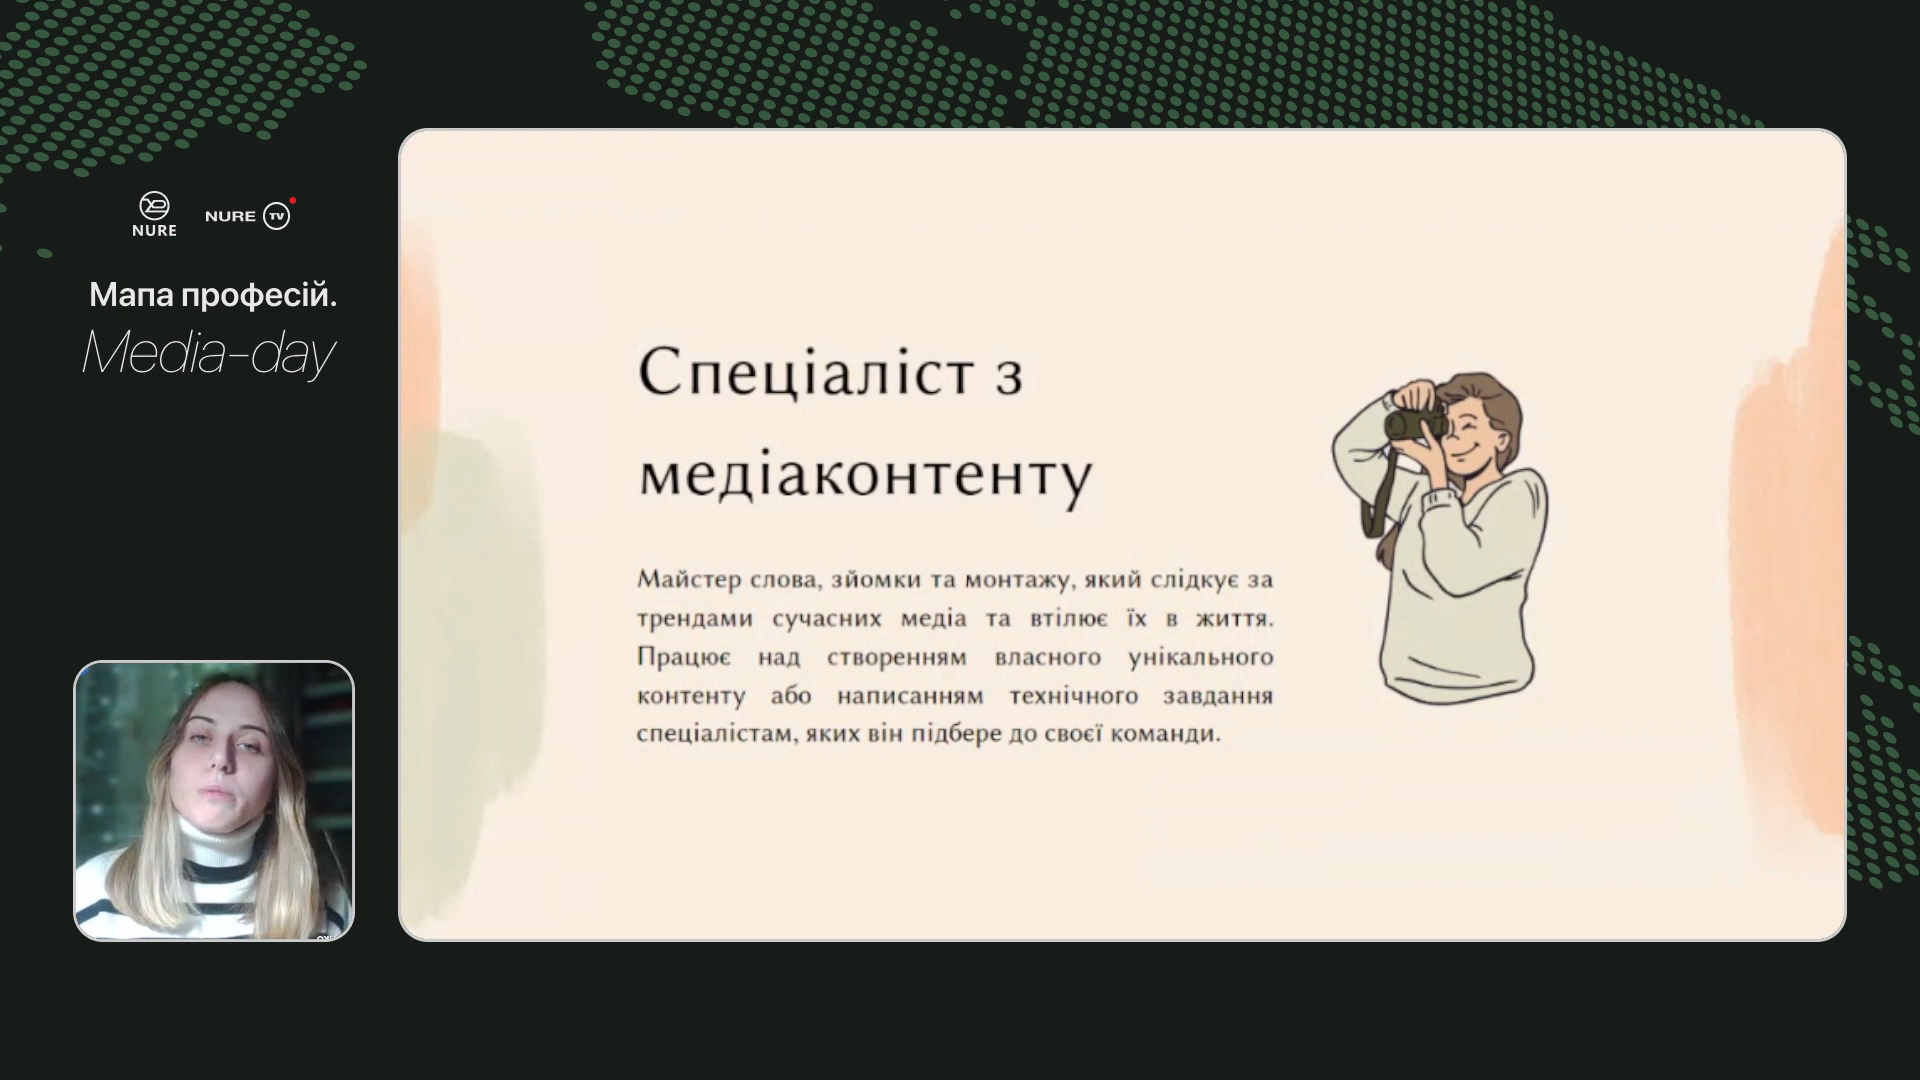 NURE
NURE TV
Мапа професій.
Media-day
Спеціаліст з
медіаконтенту
Майстер слова, зйомки та монтажу, який слідкує за
трендами сучасних медіа та втілює їх в життя.
Працює над створенням власного унікального
контенту або написанням технічного завдання
спеціалістам, яких він підбере до своєї команди.